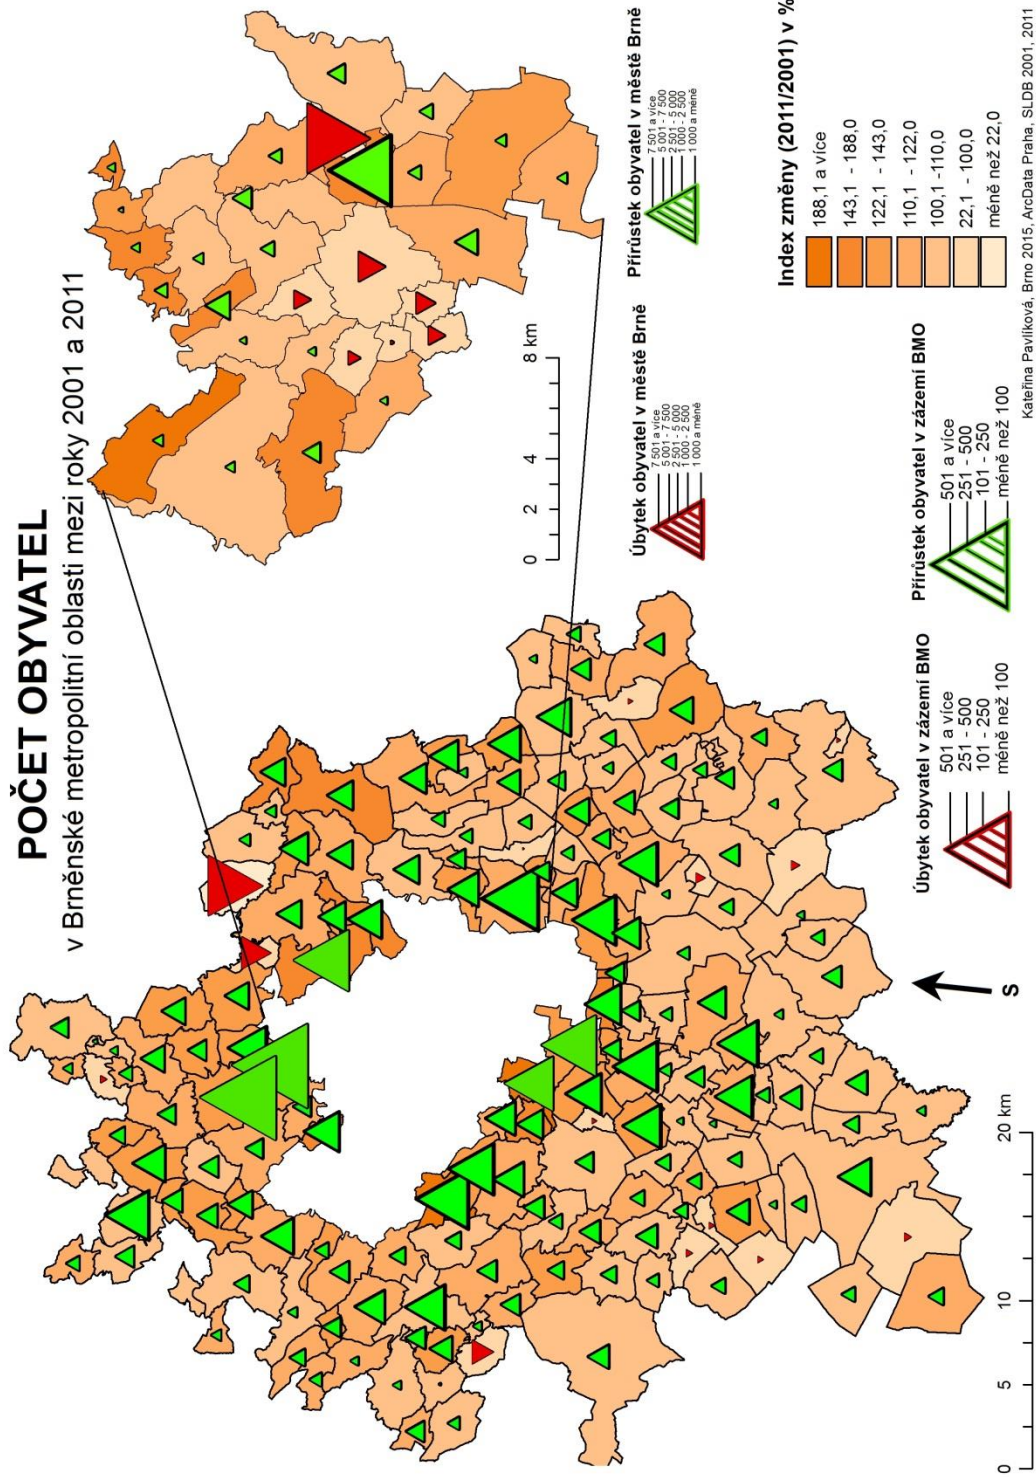 POČET OBYVATEL
v Brněnské metropolitní oblasti mezi roky 2001 a 2011
0 2 4 8 km
Úbytek obyvatel v městě Brně
7 501 a více
5 001 - 7 500
2 501 - 5 000
1 000 - 2 500
1 000 a méně
Přírůstek obyvatel v městě Brně
7 501 a více
5 001 - 7 500
2 501 - 5 000
1 000 - 2 500
1 000 a méně
Úbytek obyvatel v zázemí BMO
501 a více
251 - 500
101 - 250
méně než 100
Přírůstek obyvatel v zázemí BMO
501 a více
251 - 500
101 - 250
méně než 100
Index změny (2011/2001) v %
188,1 a více
143,1 - 188,0
122,1 - 143,0
110,1 - 122,0
100,1 -110,0
22,1 - 100,0
méně než 22,0
S
0 5 10 20 km
Kateřina Pavlíková, Brno 2015, ArcData Praha, SLDB 2001, 2011